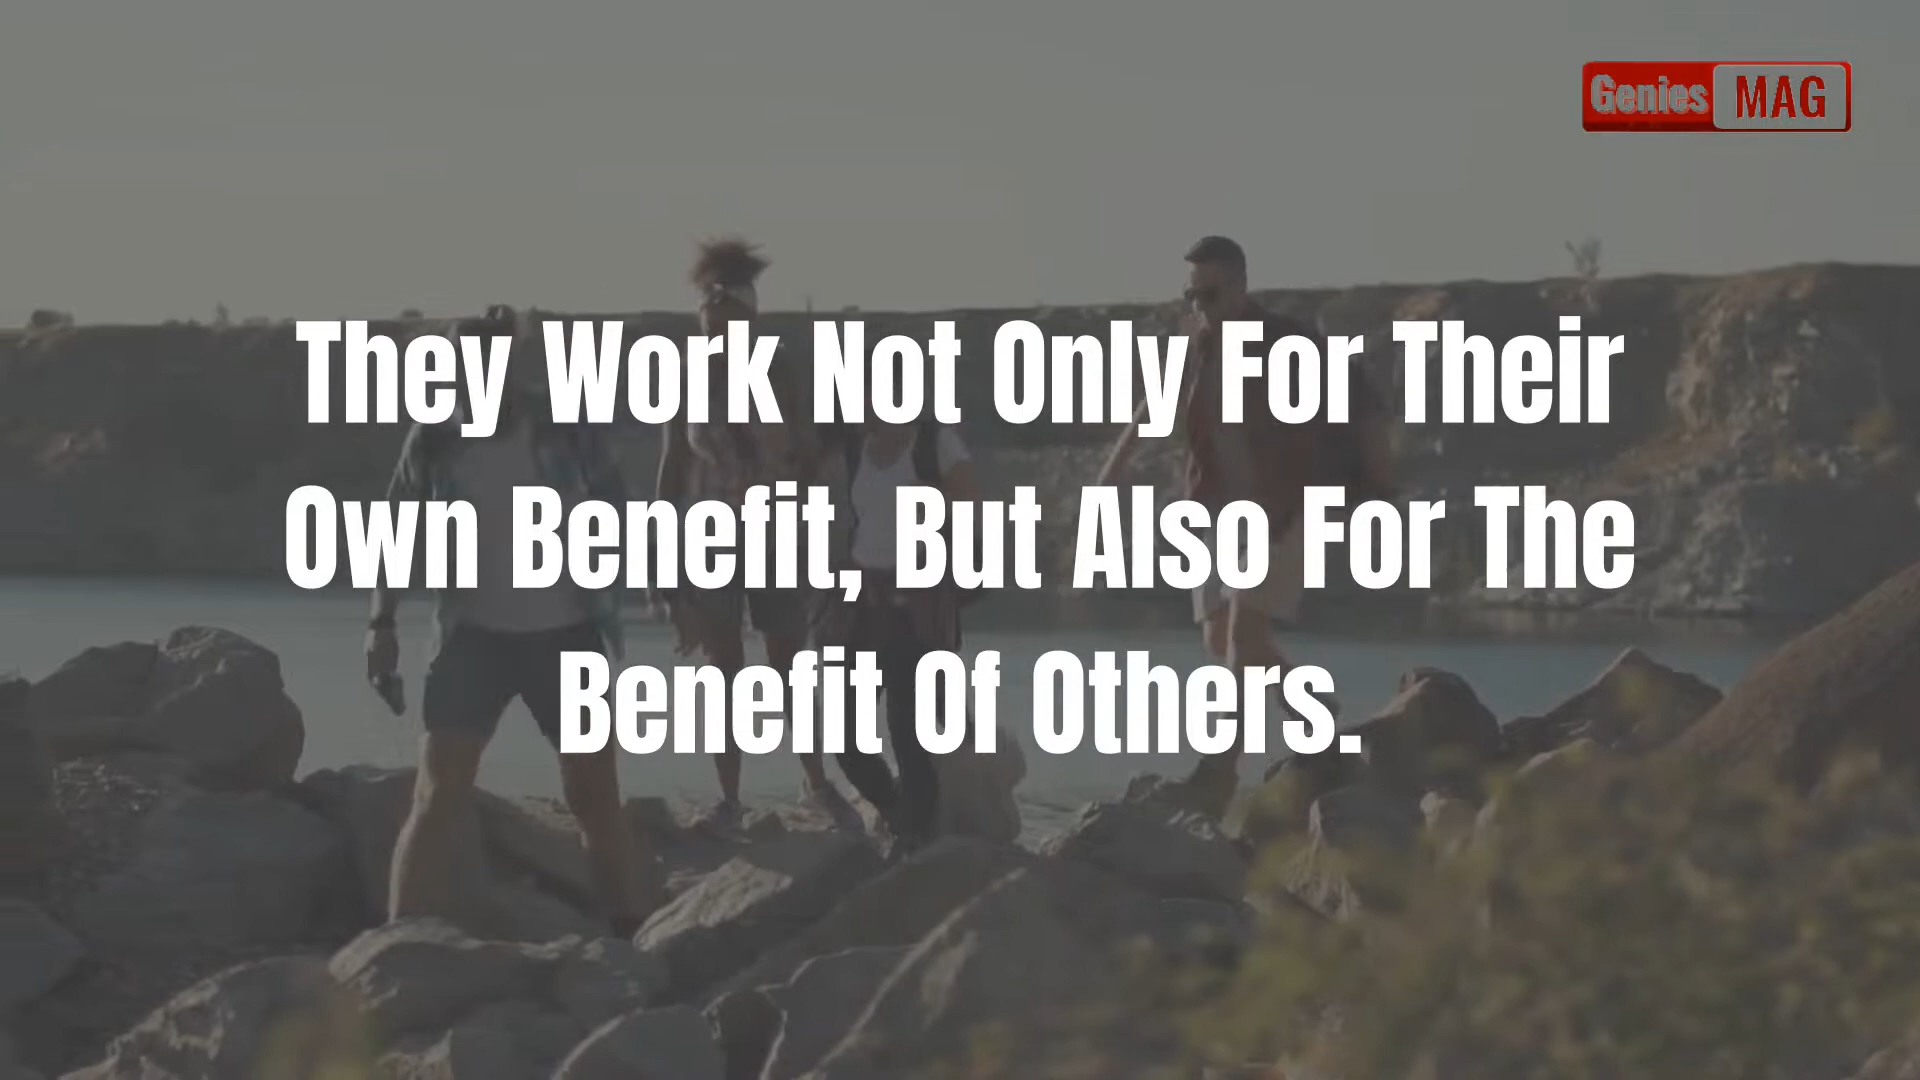 Genies MAG
They Work Not Only For Their
Own Benefit, But Also For The
Benefit Of Others.